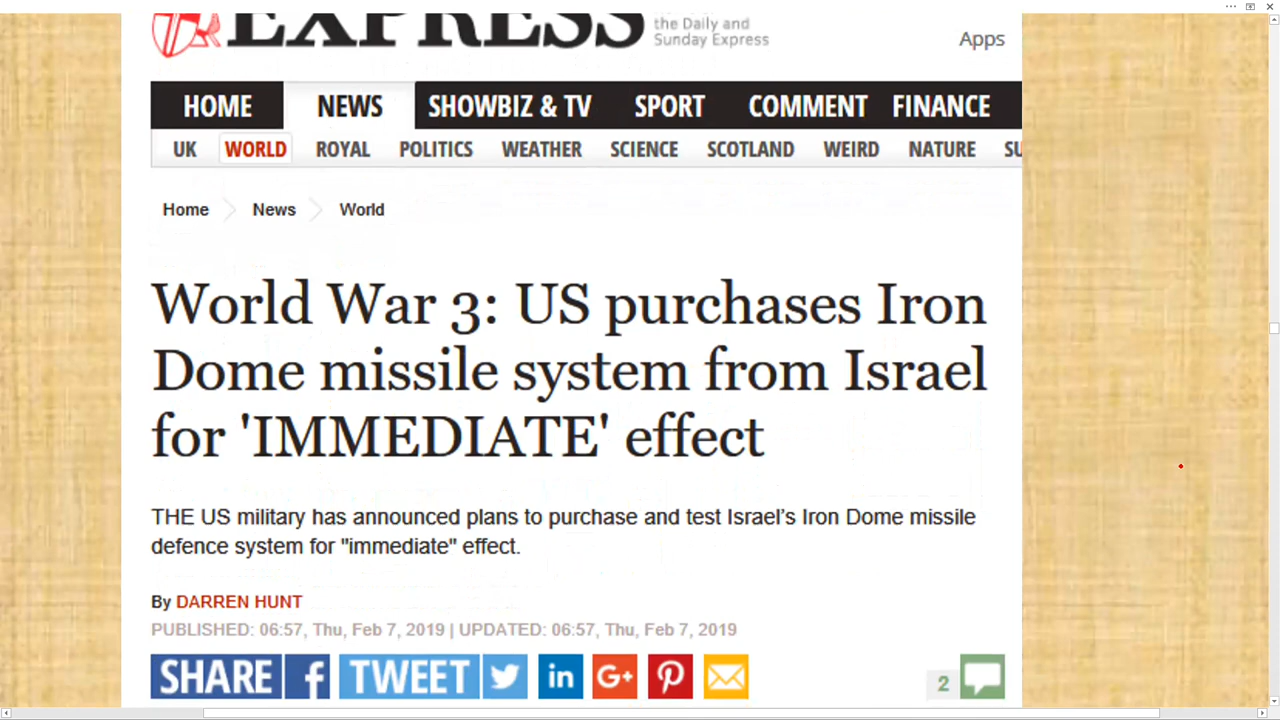 EXPRESS
the Daily and
Sunday Express
Apps
HOME NEWS SHOWBIZ & TV SPORT COMMENT FINANCE
UK WORLD ROYAL POLITICS WEATHER SCIENCE SCOTLAND WEIRD NATURE SU
Home News World
World War 3: US purchases Iron
Dome missile system from Israel
for 'IMMEDIATE' effect
THE US military has announced plans to purchase and test Israel's Iron Dome missile
defence system for "immediate" effect.
By DARREN HUNT
PUBLISHED: 06:57, Thu, Feb 7, 2019 | UPDATED: 06:57, Thu, Feb 7, 2019
SHARE f TWEET in G+ 2